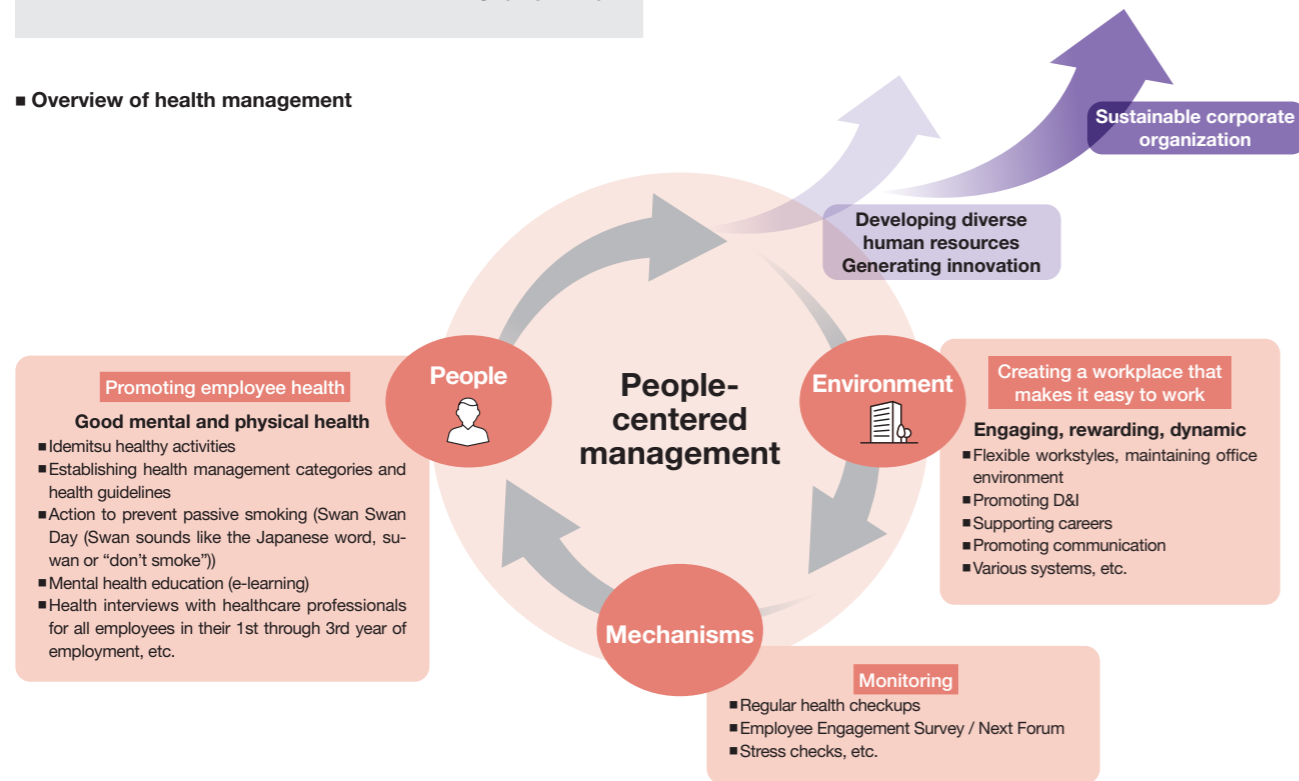 ■ Overview of health management
Sustainable corporate
organization
Developing diverse
human resources
Generating innovation
People
People-
centered
management
Environment
Mechanisms
Promoting employee health
Good mental and physical health
■Idemitsu healthy activities
■Establishing health management categories and
health guidelines
■Action to prevent passive smoking (Swan Swan
Day (Swan sounds like the Japanese word, su-
wan or “don’t smoke”))
■Mental health education (e-learning)
■Health interviews with healthcare professionals
for all employees in their 1st through 3rd year of
employment, etc.
Creating a workplace that
makes it easy to work
Engaging, rewarding, dynamic
■Flexible workstyles, maintaining office
environment
■Promoting D&I
■Supporting careers
■Promoting communication
■Various systems, etc.
Monitoring
■Regular health checkups
■Employee Engagement Survey / Next Forum
■Stress checks, etc.